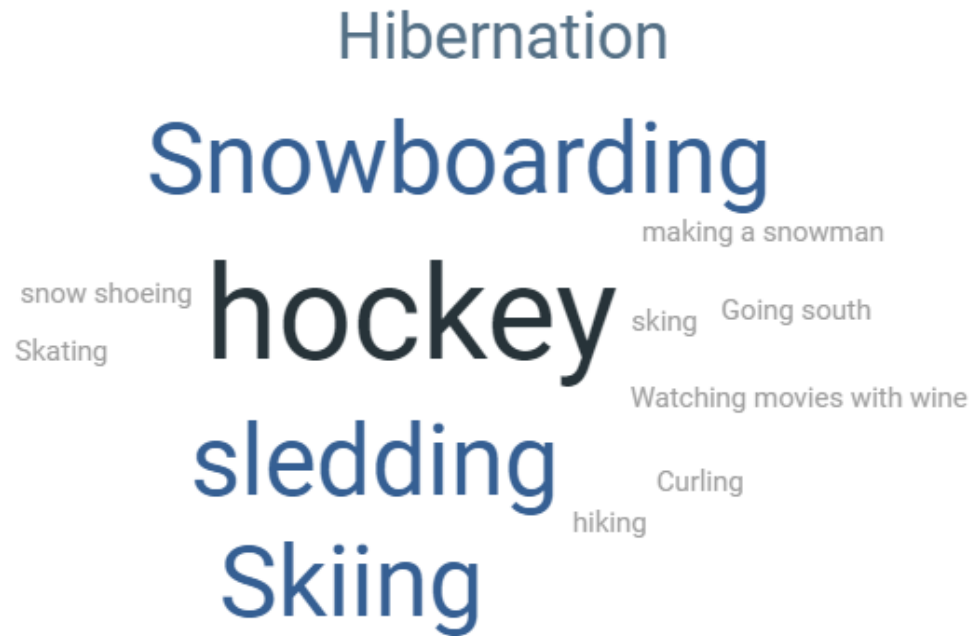 Hibernation
Snowboarding
making a snowman
hockey
snow shoeing
sking
Going south
Skating
Watching movies with wine
sledding
Curling
hiking
Skiing